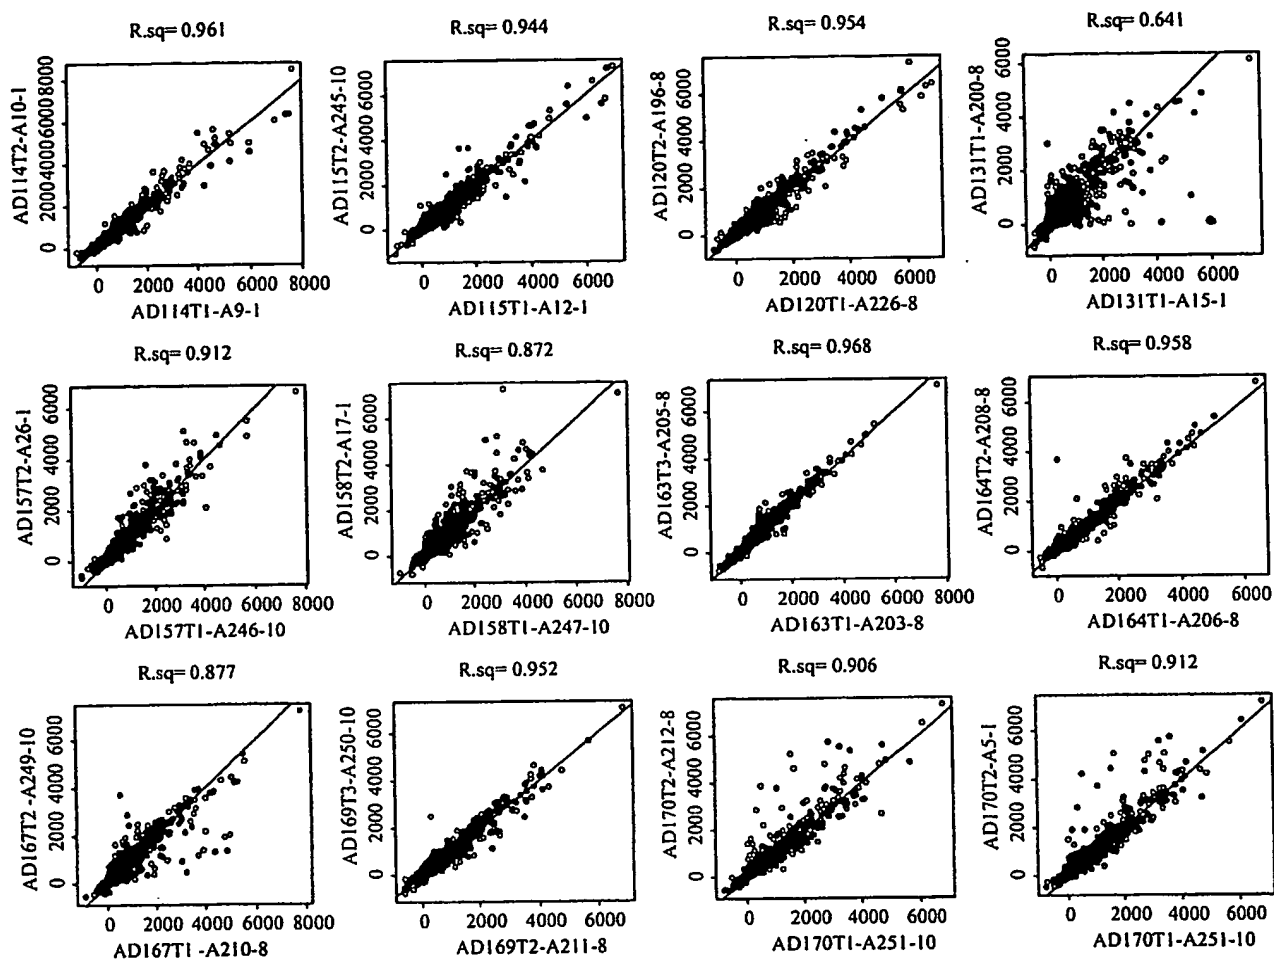 R.sq= 0.961
AD114T2-A10-1
0 2000 4000 6000 8000
0 2000 4000 6000 8000
AD114T1-A9-1
R.sq= 0.944
AD115T2-A245-10
0 2000 4000 6000
0 2000 4000 6000
AD115T1-A12-1
R.sq= 0.954
AD120T2-A196-8
0 2000 4000 6000
0 2000 4000 6000
AD120T1-A226-8
R.sq= 0.641
AD131T1-A200-8
0 2000 4000 6000
0 2000 4000 6000
AD131T1-A15-1
R.sq= 0.912
AD157T2-A26-1
0 2000 4000 6000
0 2000 4000 6000 8000
AD157T1-A246-10
R.sq= 0.872
AD158T2-A17-1
0 2000 4000 6000
0 2000 4000 6000 8000
AD158T1-A247-10
R.sq= 0.968
AD163T3-A205-8
0 2000 4000 6000
0 2000 4000 6000 8000
AD163T1-A203-8
R.sq= 0.958
AD164T2-A208-8
0 2000 4000 6000
0 2000 4000 6000
AD164T1-A206-8
R.sq= 0.877
AD167T2-A249-10
0 2000 4000 6000
0 2000 4000 6000 8000
AD167T1-A210-8
R.sq= 0.952
AD169T3-A250-10
0 2000 4000 6000
0 2000 4000 6000
AD169T2-A211-8
R.sq= 0.906
AD170T2-A212-8
0 2000 4000 6000
0 2000 4000 6000
AD170T1-A251-10
R.sq= 0.912
AD170T2-A5-1
0 2000 4000 6000
0 2000 4000 6000
AD170T1-A251-10